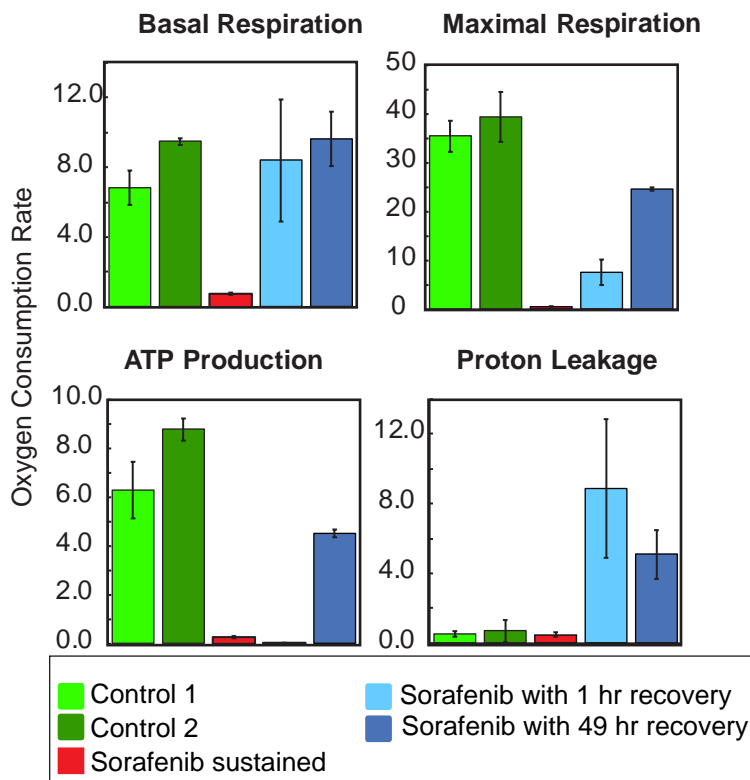 Basal Respiration
Maximal Respiration
12.0
8.0
4.0
0.0
50
40
30
20
10
0
Oxygen Consumption Rate
ATP Production
Proton Leakage
10.0
8.0
6.0
4.0
2.0
0.0
12.0
8.0
4.0
0.0
Control 1
Control 2
Sorafenib sustained
Sorafenib with 1 hr recovery
Sorafenib with 49 hr recovery